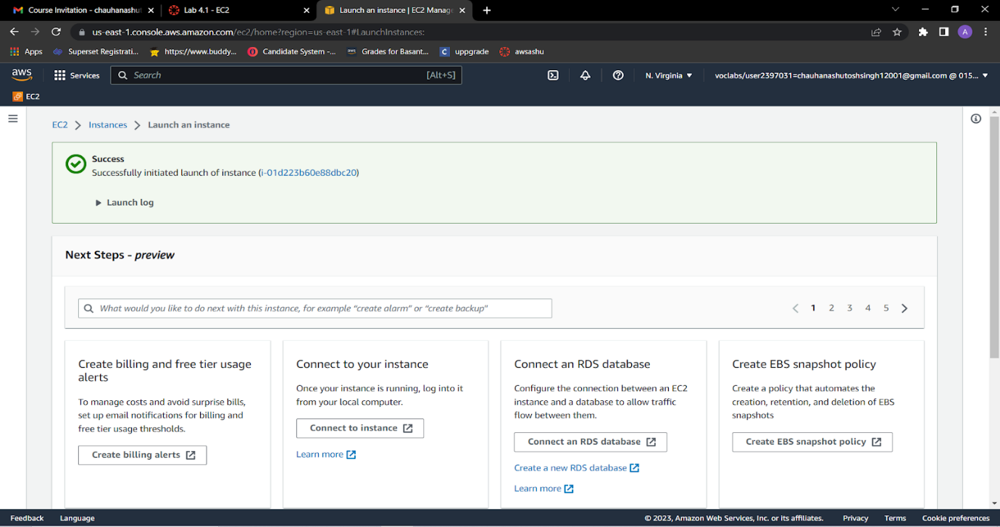 Course Invitation - chauhanashut
Lab 4.1 - EC2
Launch an instance | EC2 Manage
us-east-1.console.aws.amazon.com/ec2/home?region=us-east-1#LaunchInstances:
A
Apps
Superset Registrati...
https://www.buddy...
Candidate System -...
aws
Grades for Basant...
C
uppgrade
awsashu
aws
Services
Search
[Alt+S]
N. Virginia
voclabs/user2397031=chauhanashutoshsingh12001@gmail.com @ 015...
EC2
EC2
Instances
Launch an instance
Success
Successfully initiated launch of instance (i-01d223b60e88dbc20)
Launch log
Next Steps - preview
What would you like to do next with this instance, for example "create alarm" or "create backup"
1 2 3 4 5
Create billing and free tier usage
alerts
To manage costs and avoid surprise bills,
set up email notifications for billing and
free tier usage thresholds.
Create billing alerts
Connect to your instance
Once your instance is running, log into it
from your local computer.
Connect to instance
Learn more
Connect an RDS database
Configure the connection between an EC2
instance and a database to allow traffic
flow between them.
Connect an RDS database
Create a new RDS database
Learn more
Create EBS snapshot policy
Create a policy that automates the
creation, retention, and deletion of EBS
snapshots
Create EBS snapshot policy
Feedback
Language
© 2023, Amazon Web Services, Inc. or its affiliates.
Privacy
Terms
Cookie preferences